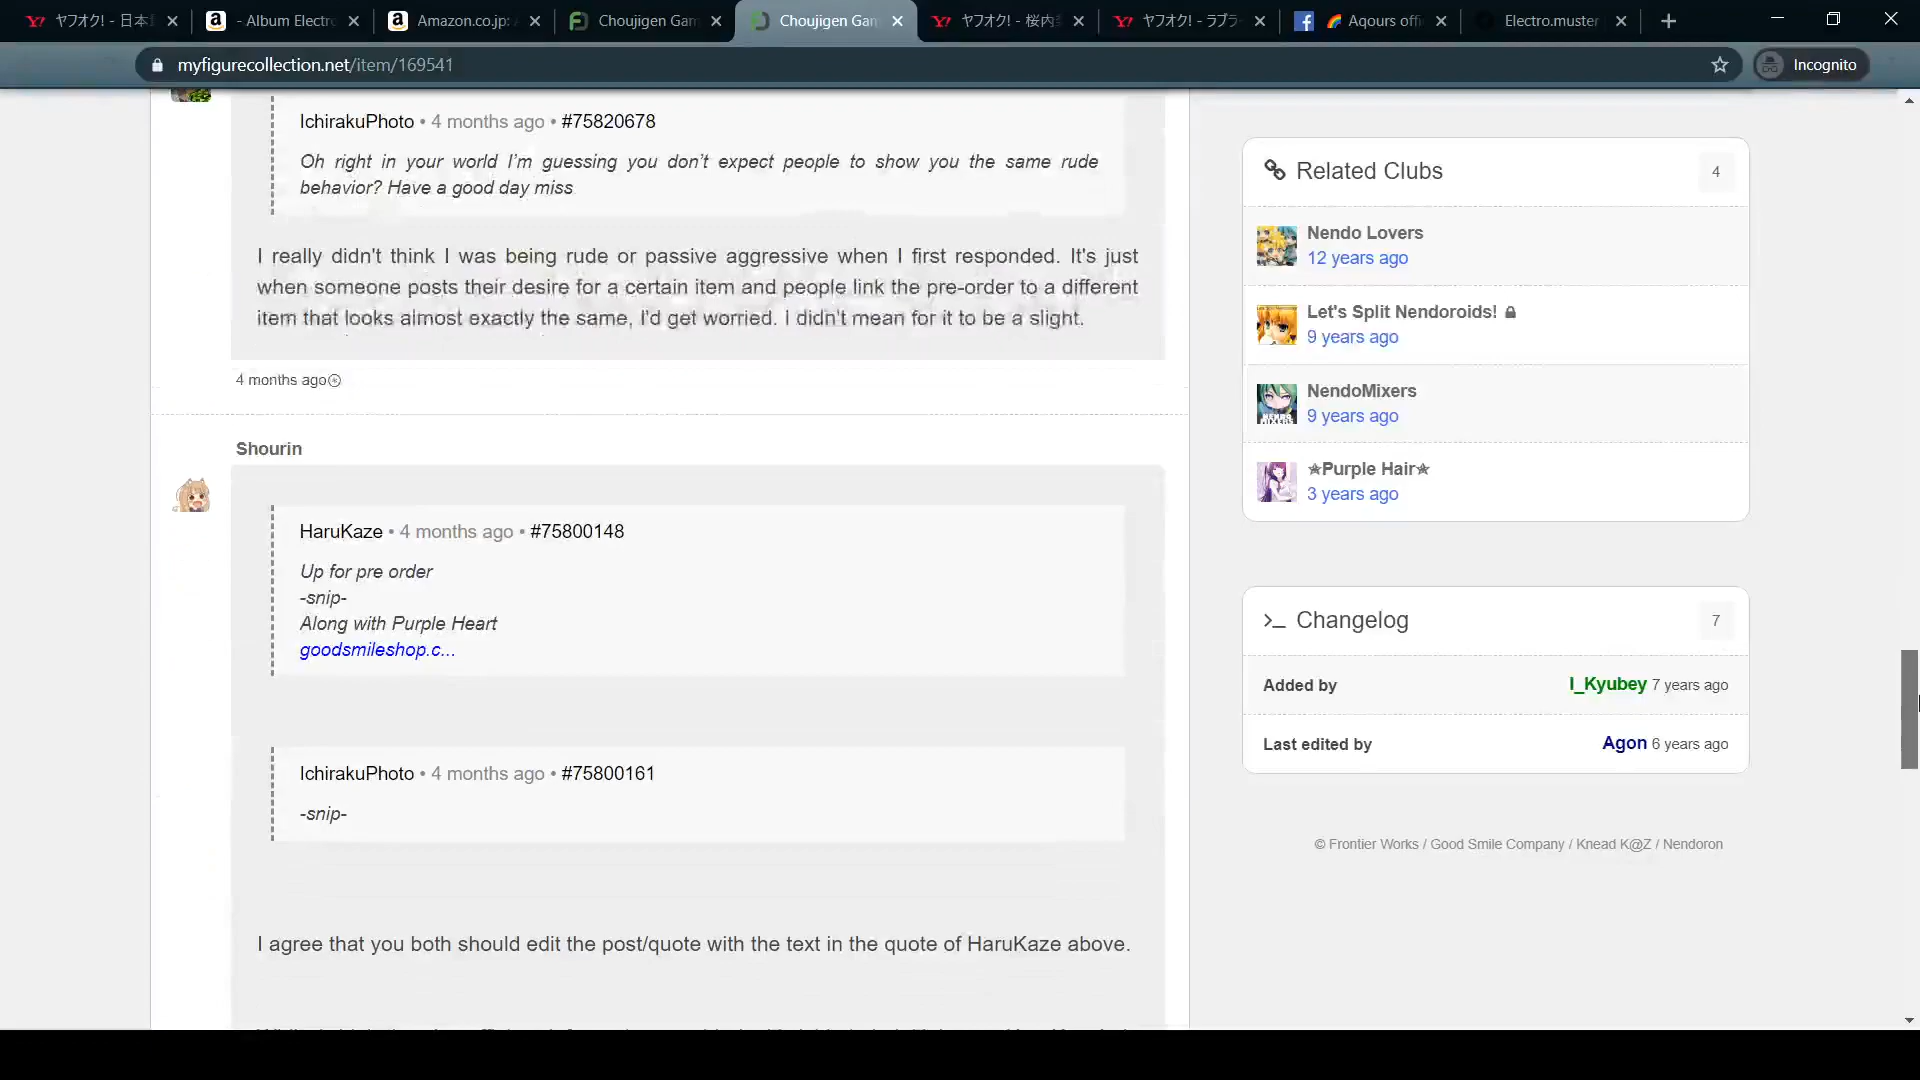 ヤフオク! - 日本
- Album Electro
Amazon.co.jp:
Choujigen Gam
Choujigen Gam
ヤフオク! - 桜内
ヤフオク! - ラブラ
Aqours offi
Electro.muster
myfigurecollection.net/item/169541
Incognito
IchirakuPhoto • 4 months ago • #75820678
Oh right in your world I'm guessing you don't expect people to show you the same rude
behavior? Have a good day miss
I really didn't think I was being rude or passive aggressive when I first responded. It's just
when someone posts their desire for a certain item and people link the pre-order to a different
item that looks almost exactly the same, I'd get worried. I didn't mean for it to be a slight.
4 months ago
Shourin
HaruKaze • 4 months ago • #75800148
Up for pre order
-snip-
Along with Purple Heart
goodsmileshop.c...
IchirakuPhoto • 4 months ago • #75800161
-snip-
I agree that you both should edit the post/quote with the text in the quote of HaruKaze above.
Related Clubs
4
Nendo Lovers
12 years ago
Let's Split Nendoroids!
9 years ago
NENDO
MIXERS
NendoMixers
9 years ago
✯Purple Hair✯
3 years ago
>_ Changelog
7
Added by
I_Kyubey 7 years ago
Last edited by
Agon 6 years ago
© Frontier Works / Good Smile Company / Knead K@Z / Nendoron